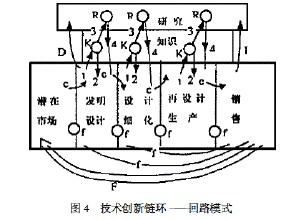 研究
R R R
3 3 3
知识
D K 4 K 4 K 4 I
1 2 C 1 2 C 1 2
C
潜在 发明 设计 再设计 销
市场 设计 细化 生产 售
f f f f
f
f
F
图 4 技术创新链环——回路模式